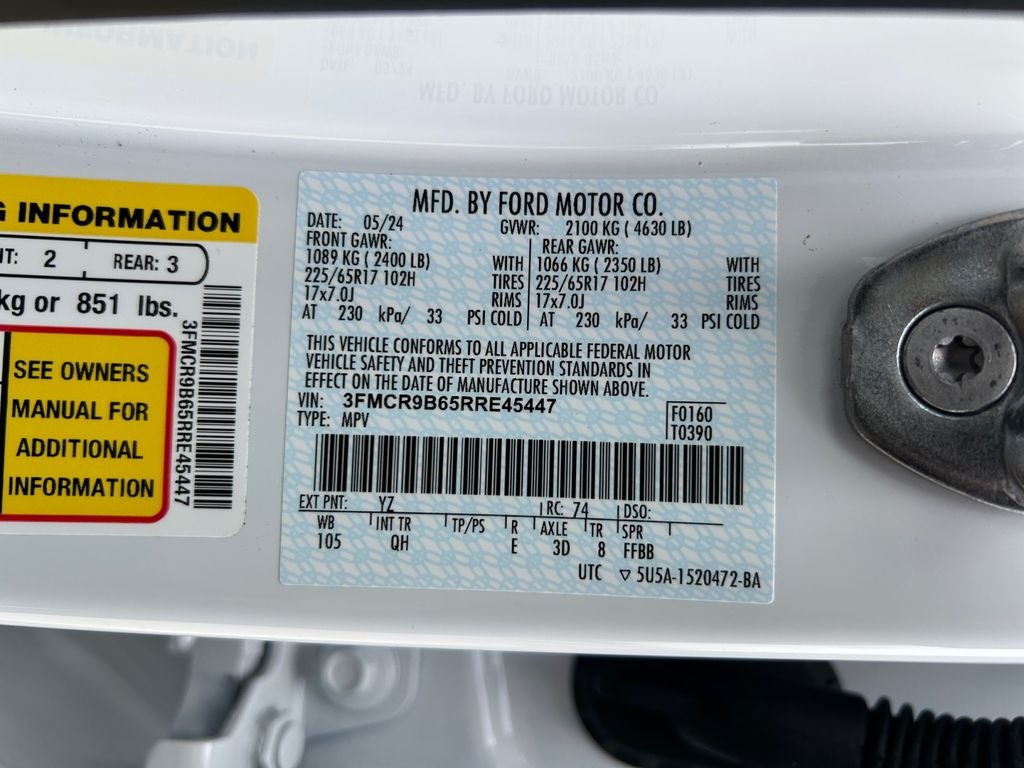 G INFORMATION
NT: 2 REAR: 3
kg or 851 lbs.
SEE OWNERS
MANUAL FOR
ADDITIONAL
INFORMATION
3FMCR9B65RRE45447
MFD. BY FORD MOTOR CO.
DATE: 05/24 GVWR: 2100 KG ( 4630 LB)
FRONT GAWR: REAR GAWR:
1089 KG ( 2400 LB) WITH 1066 KG ( 2350 LB) WITH
225/65R17 102H TIRES 225/65R17 102H TIRES
17x7.0J RIMS 17x7.0J RIMS
AT 230 kPa/ 33 PSI COLD AT 230 kPa/ 33 PSI COLD
THIS VEHICLE CONFORMS TO ALL APPLICABLE FEDERAL MOTOR
VEHICLE SAFETY AND THEFT PREVENTION STANDARDS IN
EFFECT ON THE DATE OF MANUFACTURE SHOWN ABOVE.
VIN: 3FMCR9B65RRE45447 F0160
TYPE: MPV T0390
EXT PNT: YZ RC: 74 DSO:
WB INT TR TP/PS R AXLE TR SPR
105 QH E 3D 8 FFBB
UTC ▽ 5U5A-1520472-BA